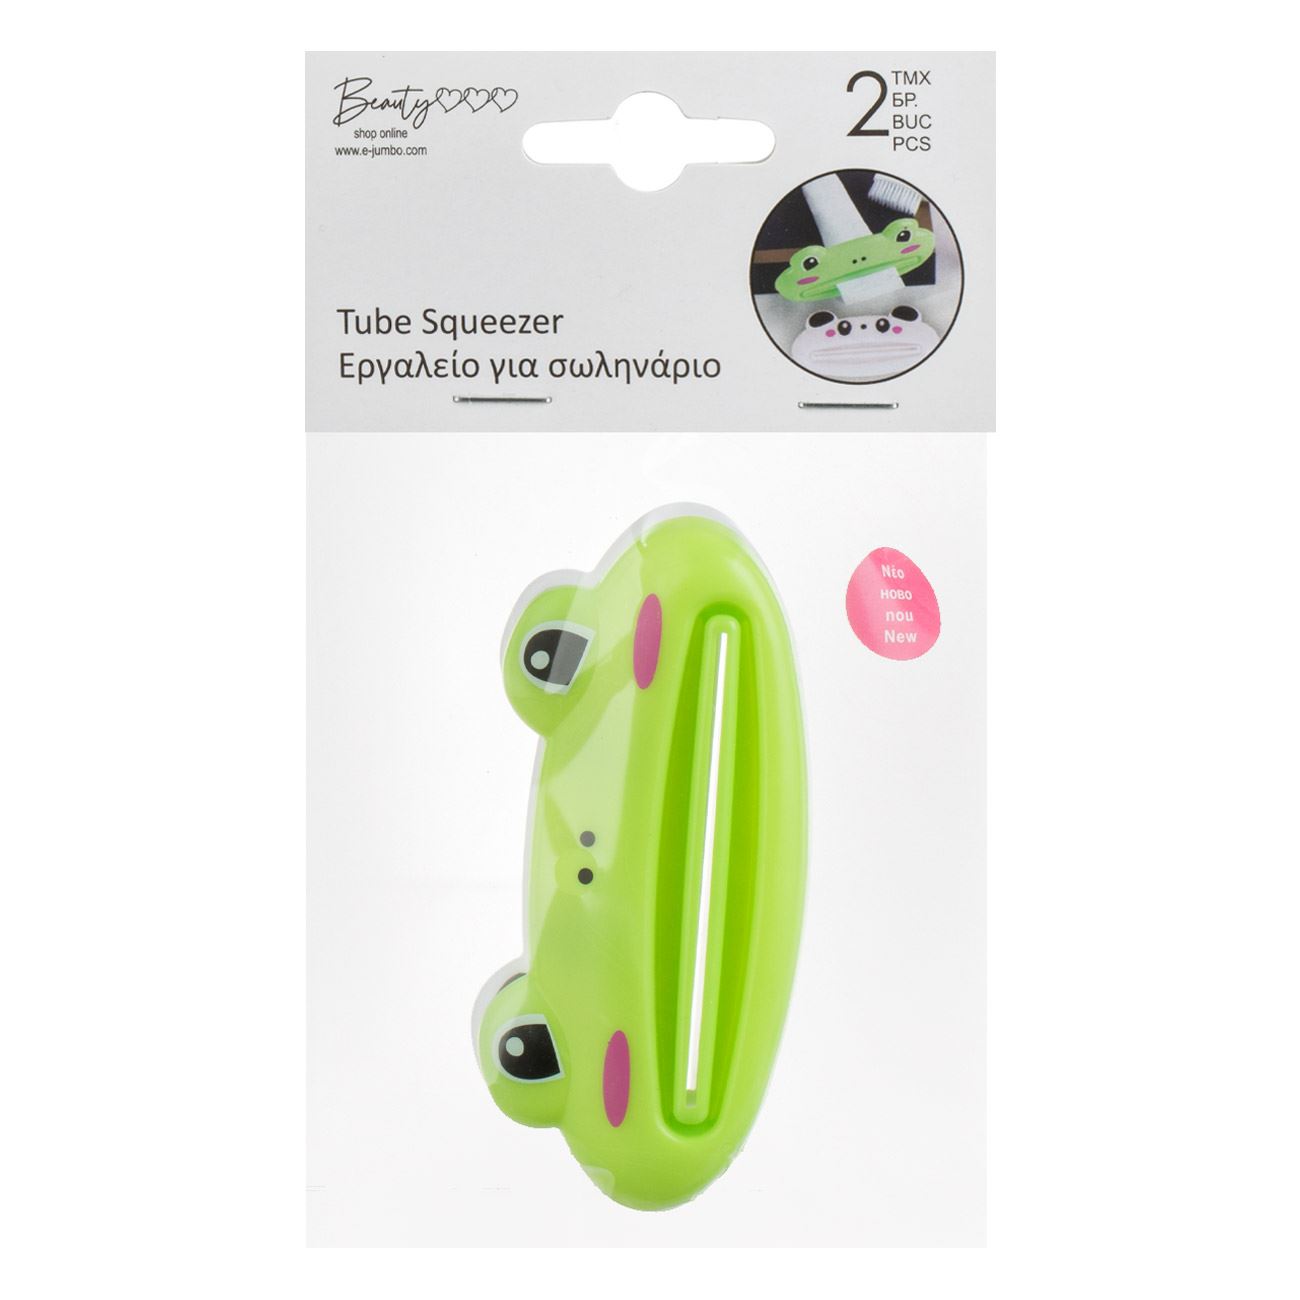 Beauty
shop online
www.e-jumbo.com
2
ΤΜΧ
БР.
BUC
PCS
Tube Squeezer
Εργαλείο για σωληνάριο
Νέο
НОВО
nou
New